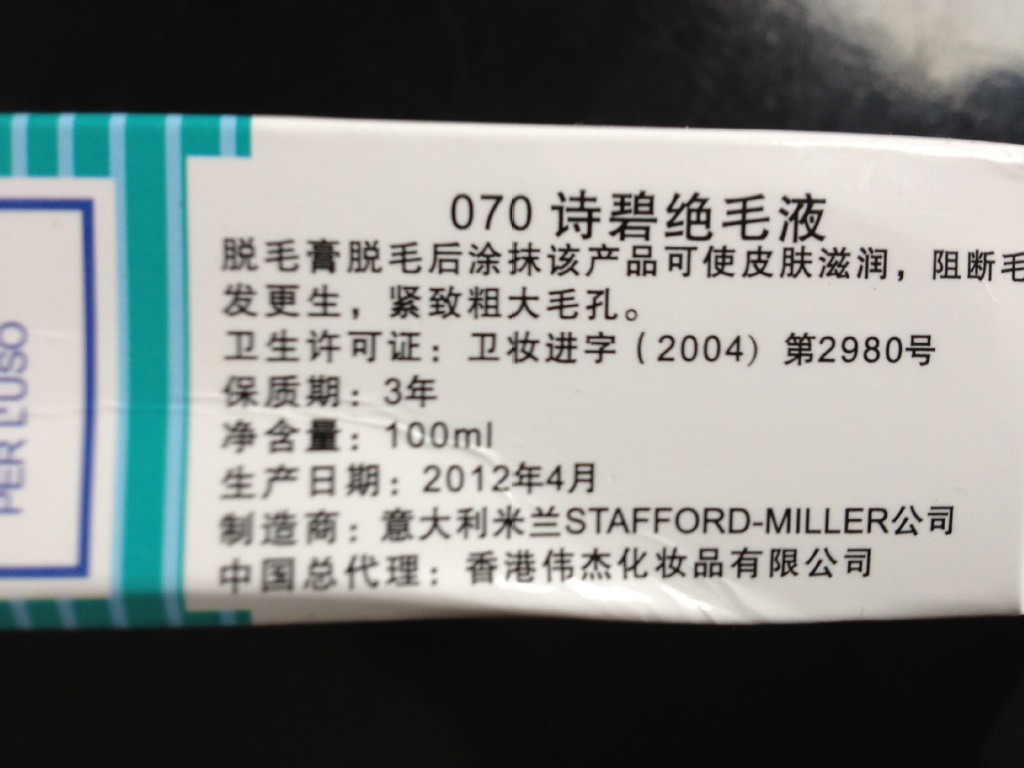 070 诗碧绝毛液
脱毛膏脱毛后涂抹该产品可使皮肤滋润，阻断毛
发更生，紧致粗大毛孔。
卫生许可证：卫妆进字（2004）第2980号
保质期：3年
净含量：100ml
生产日期：2012年4月
制造商：意大利米兰STAFFORD-MILLER公司
中国总代理：香港伟杰化妆品有限公司
PER L'USO